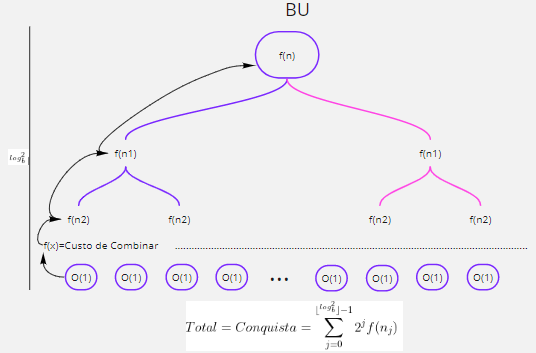 BU
f(n)
log_b^2
f(n1) f(n1)
f(n2) f(n2) f(n2) f(n2)
f(x)=Custo de Combinar
O(1) O(1) O(1) O(1) ... O(1) O(1) O(1) O(1)
Total = Conquista = \sum_{j=0}^{\lfloor log_b^2 \rfloor - 1} 2^j f(n_j)